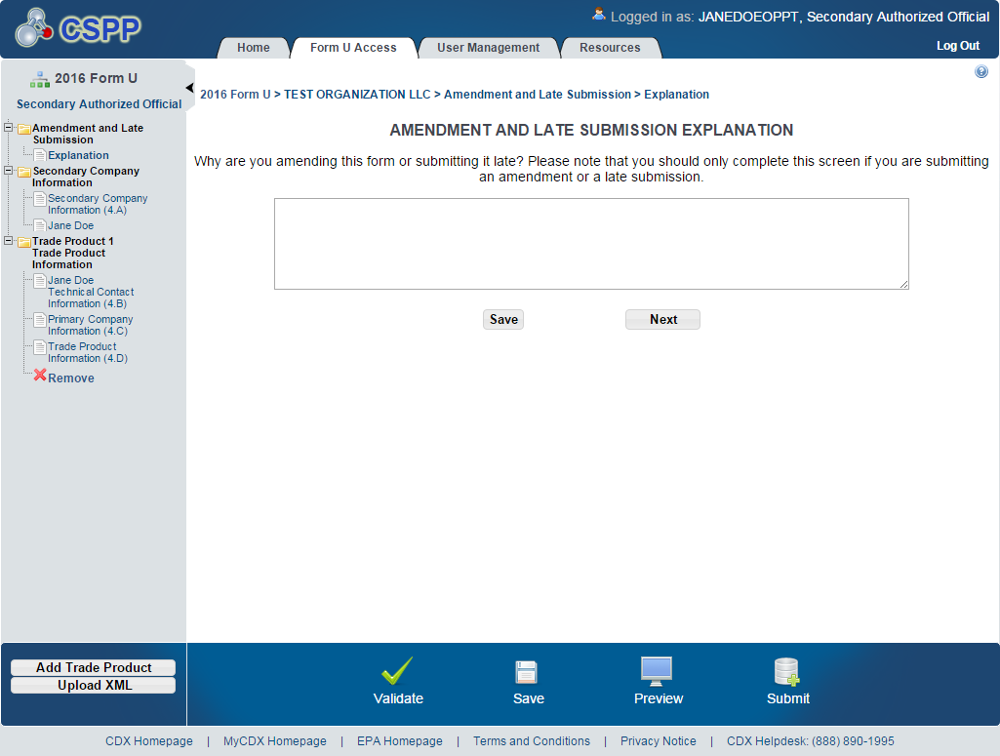 CSPP
Logged in as: JANEDOEOPPT, Secondary Authorized Official
Home
Form U Access
User Management
Resources
Log Out
2016 Form U
Secondary Authorized Official
Amendment and Late
Submission
Explanation
Secondary Company
Information
Secondary Company
Information (4.A)
Jane Doe
Trade Product 1
Trade Product
Information
Jane Doe
Technical Contact
Information (4.B)
Primary Company
Information (4.C)
Trade Product
Information (4.D)
Remove
?
2016 Form U > TEST ORGANIZATION LLC > Amendment and Late Submission > Explanation
AMENDMENT AND LATE SUBMISSION EXPLANATION
Why are you amending this form or submitting it late? Please note that you should only complete this screen if you are submitting
an amendment or a late submission.
Save
Next
Add Trade Product
Upload XML
Validate
Save
Preview
Submit
CDX Homepage | MyCDX Homepage | EPA Homepage | Terms and Conditions | Privacy Notice | CDX Helpdesk: (888) 890-1995